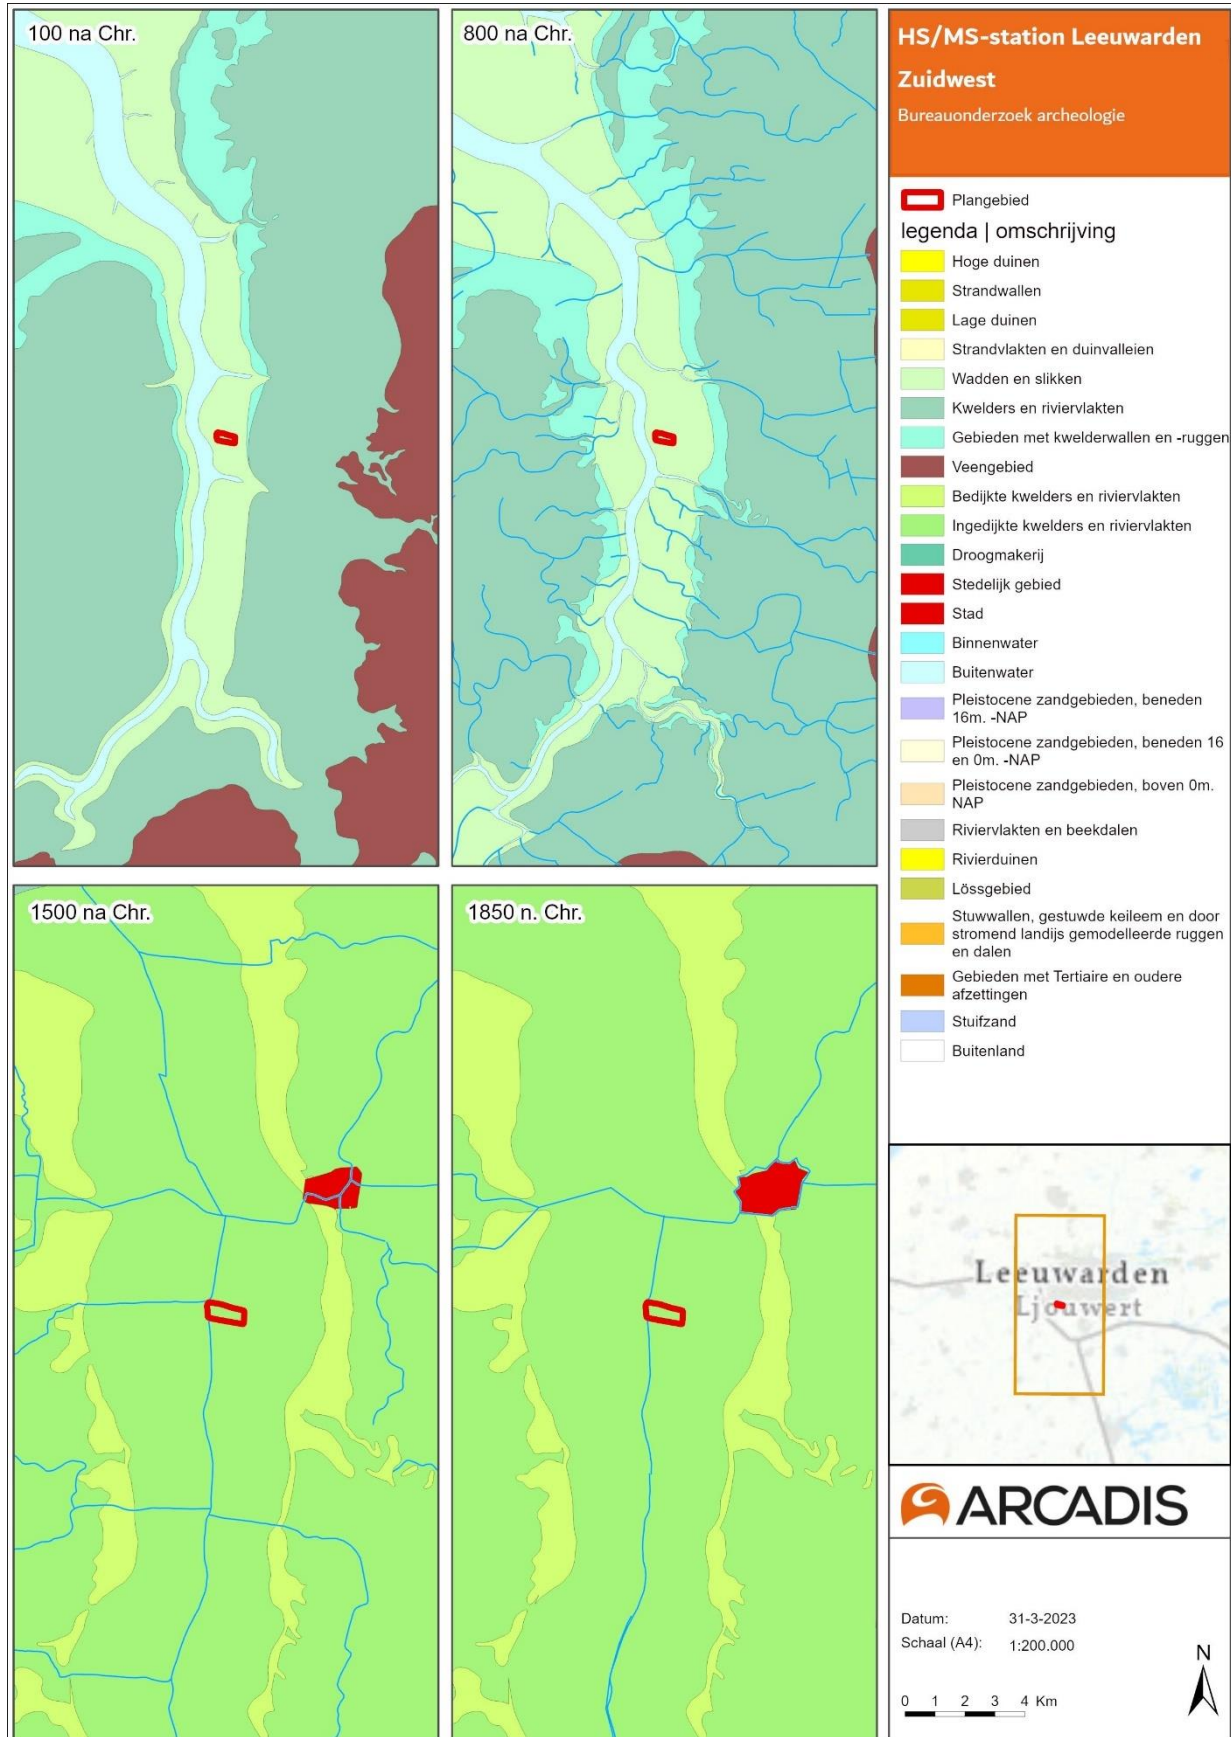 100 na Chr.
800 na Chr.
1500 na Chr.
1850 n. Chr.
HS/MS-station Leeuwarden
Zuidwest
Bureauonderzoek archeologie
Plangebied
legenda | omschrijving
Hoge duinen
Strandwallen
Lage duinen
Strandvlakten en duinvalleien
Wadden en slikken
Kwelders en riviervlakten
Gebieden met kwelderwallen en -ruggen
Veengebied
Bedijkte kwelders en riviervlakten
Ingedijkte kwelders en riviervlakten
Droogmakerij
Stedelijk gebied
Stad
Binnenwater
Buitenwater
Pleistocene zandgebieden, beneden
16m. -NAP
Pleistocene zandgebieden, beneden 16
en 0m. -NAP
Pleistocene zandgebieden, boven 0m.
NAP
Riviervlakten en beekdalen
Rivierduinen
Lössgebied
Stuwwallen, gestuwde keileem en door
stromend landijs gemodelleerde ruggen
en dalen
Gebieden met Tertiaire en oudere
afzettingen
Stuifzand
Buitenland
Leeuwarden
Ljouwert
ARCADIS
Datum: 31-3-2023
Schaal (A4): 1:200.000
N
0 1 2 3 4 Km